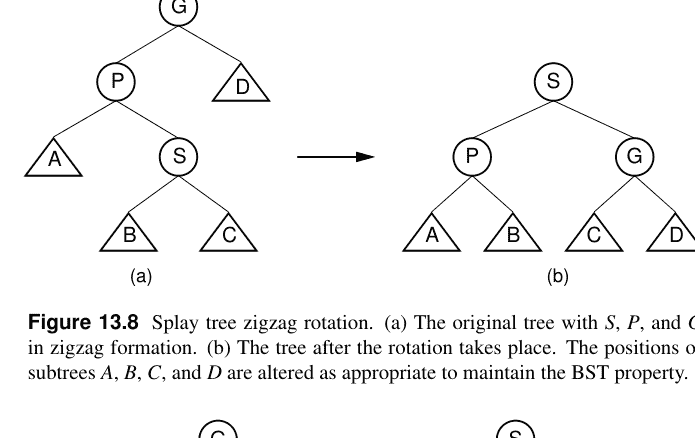 G
P
D
S
A
S
P
G
B
C
A
B
C
D
(a)
(b)
Figure 13.8 Splay tree zigzag rotation. (a) The original tree with S, P, and G
in zigzag formation. (b) The tree after the rotation takes place. The positions o
subtrees A, B, C, and D are altered as appropriate to maintain the BST property.
S